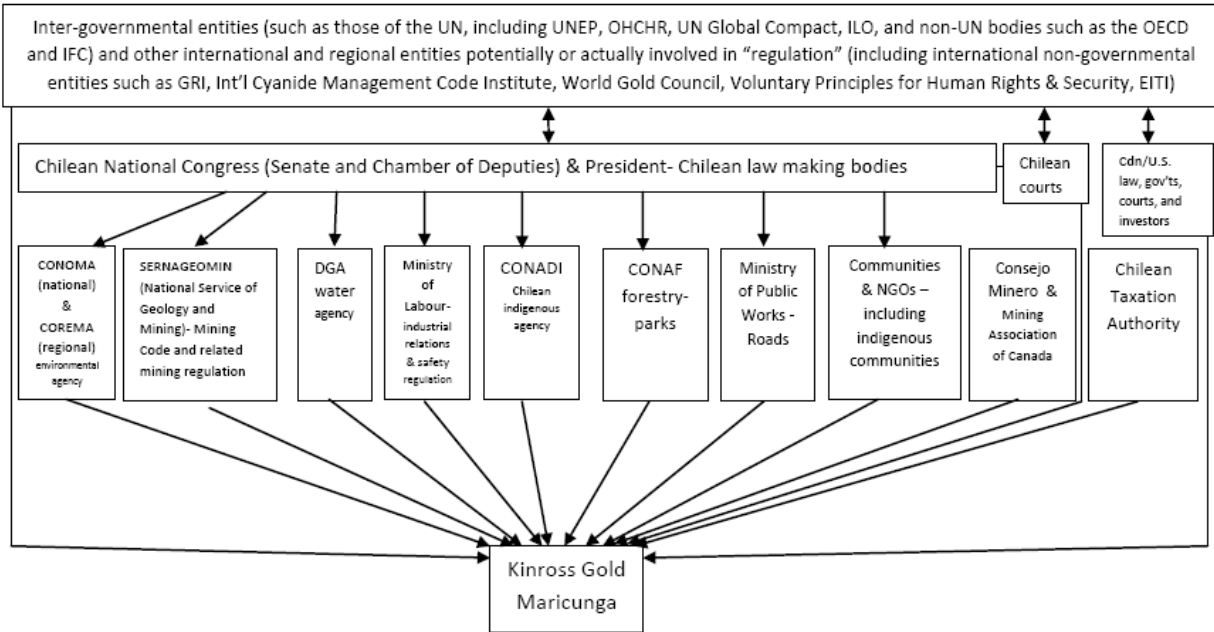 Inter-governmental entities (such as those of the UN, including UNEP, OHCHR, UN Global Compact, ILO, and non-UN bodies such as the OECD
and IFC) and other international and regional entities potentially or actually involved in “regulation” (including international non-governmental
entities such as GRI, Int’l Cyanide Management Code Institute, World Gold Council, Voluntary Principles for Human Rights & Security, EITI)
Chilean National Congress (Senate and Chamber of Deputies) & President- Chilean law making bodies
Chilean
courts
Cdn/U.S.
law, gov’ts,
courts, and
investors
CONOMA
(national)
&
COREMA
(regional)
environmental
agency
SERNAGEOMIN
(National Service of
Geology and
Mining)- Mining
Code and related
mining regulation
DGA
water
agency
Ministry
of
Labour-
industrial
relations
& safety
regulation
CONADI
Chilean
indigenous
agency
CONAF
forestry-
parks
Ministry
of Public
Works -
Roads
Communities
& NGOs –
including
indigenous
communities
Consejo
Minero &
Mining
Association
of Canada
Chilean
Taxation
Authority
Kinross Gold
Maricunga